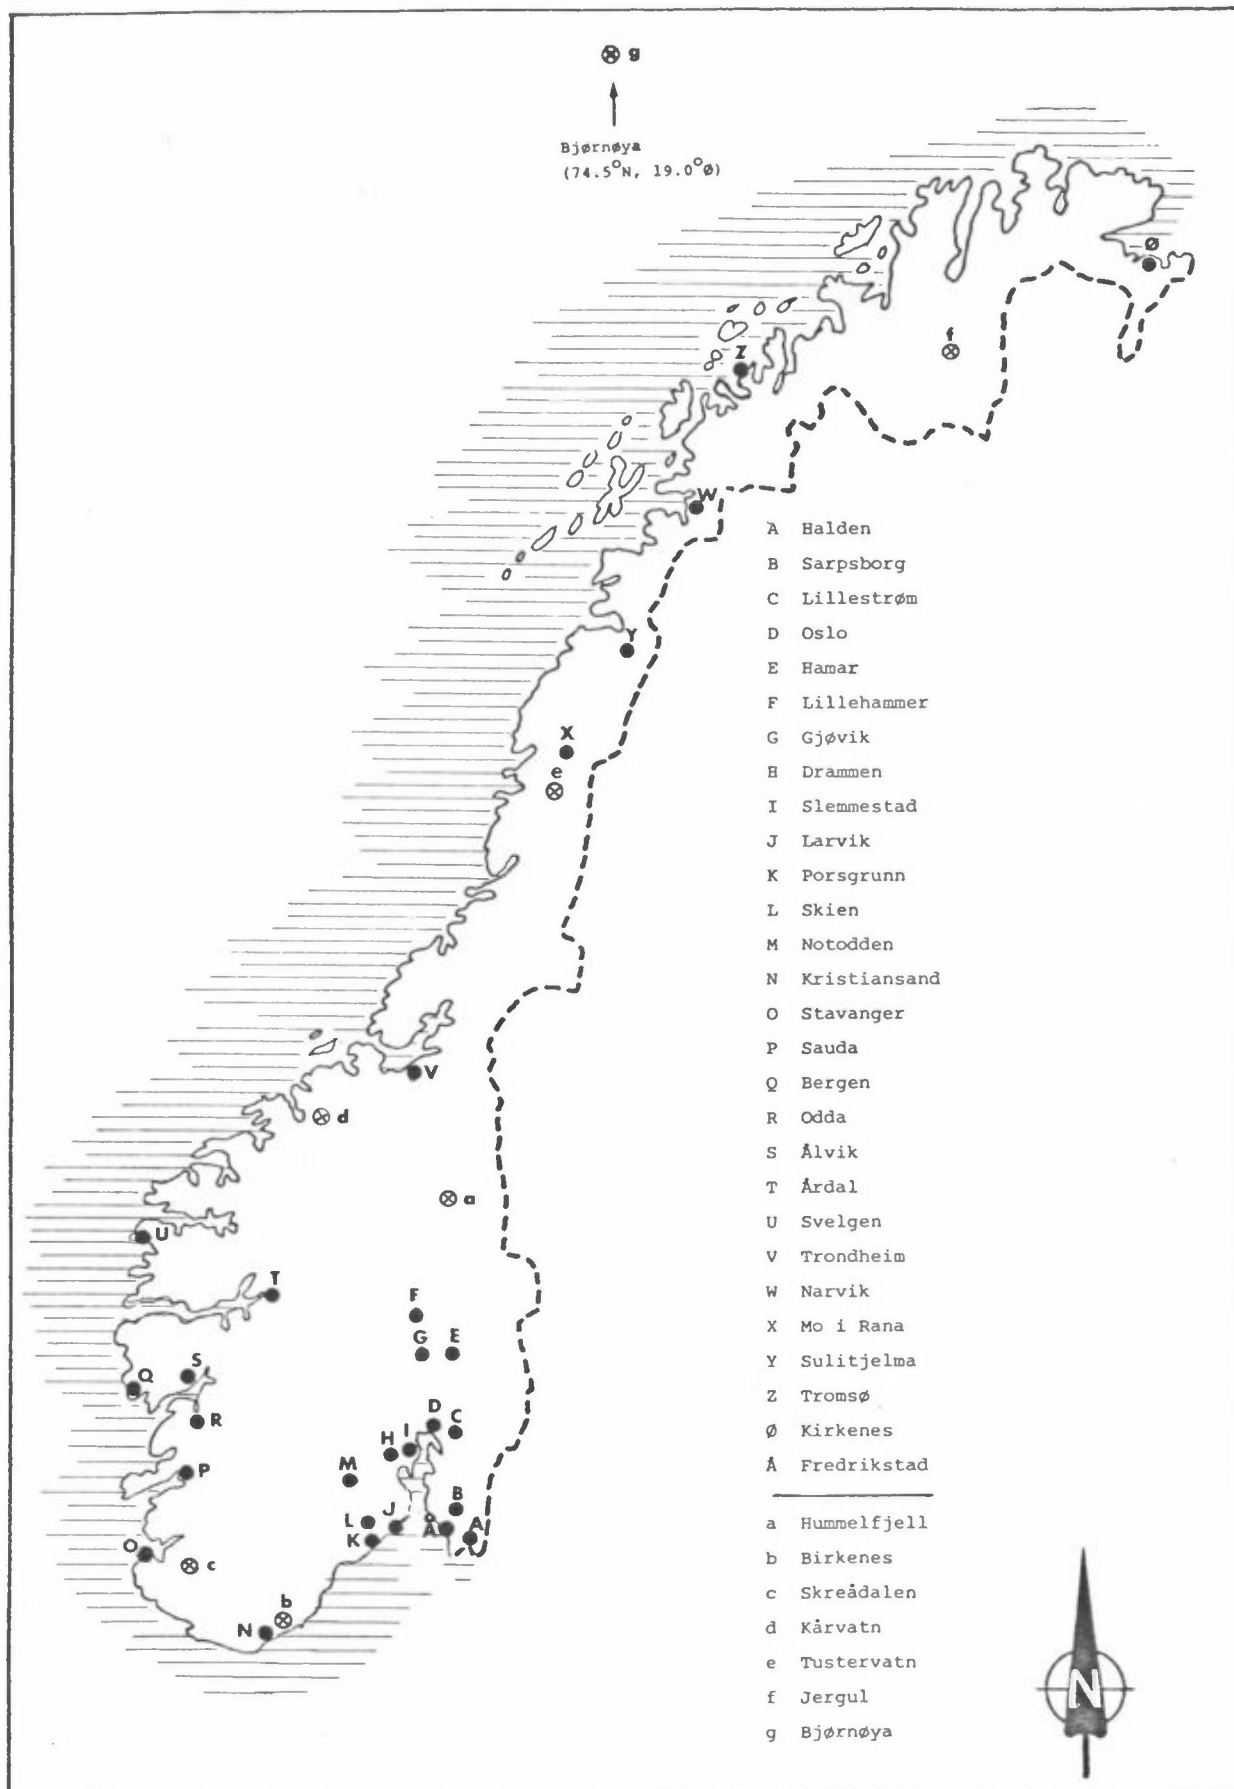 g
Bjørnøya
(74.5°N, 19.0°Ø)
Ø
f
Z
W
Y
X
e
V
d
a
U
T
F
G E
S
Q
R
D
C
I
H
M
P
B
L J
Å A
K
O
c
b
N
A Halden
B Sarpsborg
C Lillestrøm
D Oslo
E Hamar
F Lillehammer
G Gjøvik
H Drammen
I Slemmestad
J Larvik
K Porsgrunn
L Skien
M Notodden
N Kristiansand
O Stavanger
P Sauda
Q Bergen
R Odda
S Ålvik
T Årdal
U Svelgen
V Trondheim
W Narvik
X Mo i Rana
Y Sulitjelma
Z Tromsø
Ø Kirkenes
Å Fredrikstad
a Hummelfjell
b Birkenes
c Skreådalen
d Kårvatn
e Tustervatn
f Jergul
g Bjørnøya
N